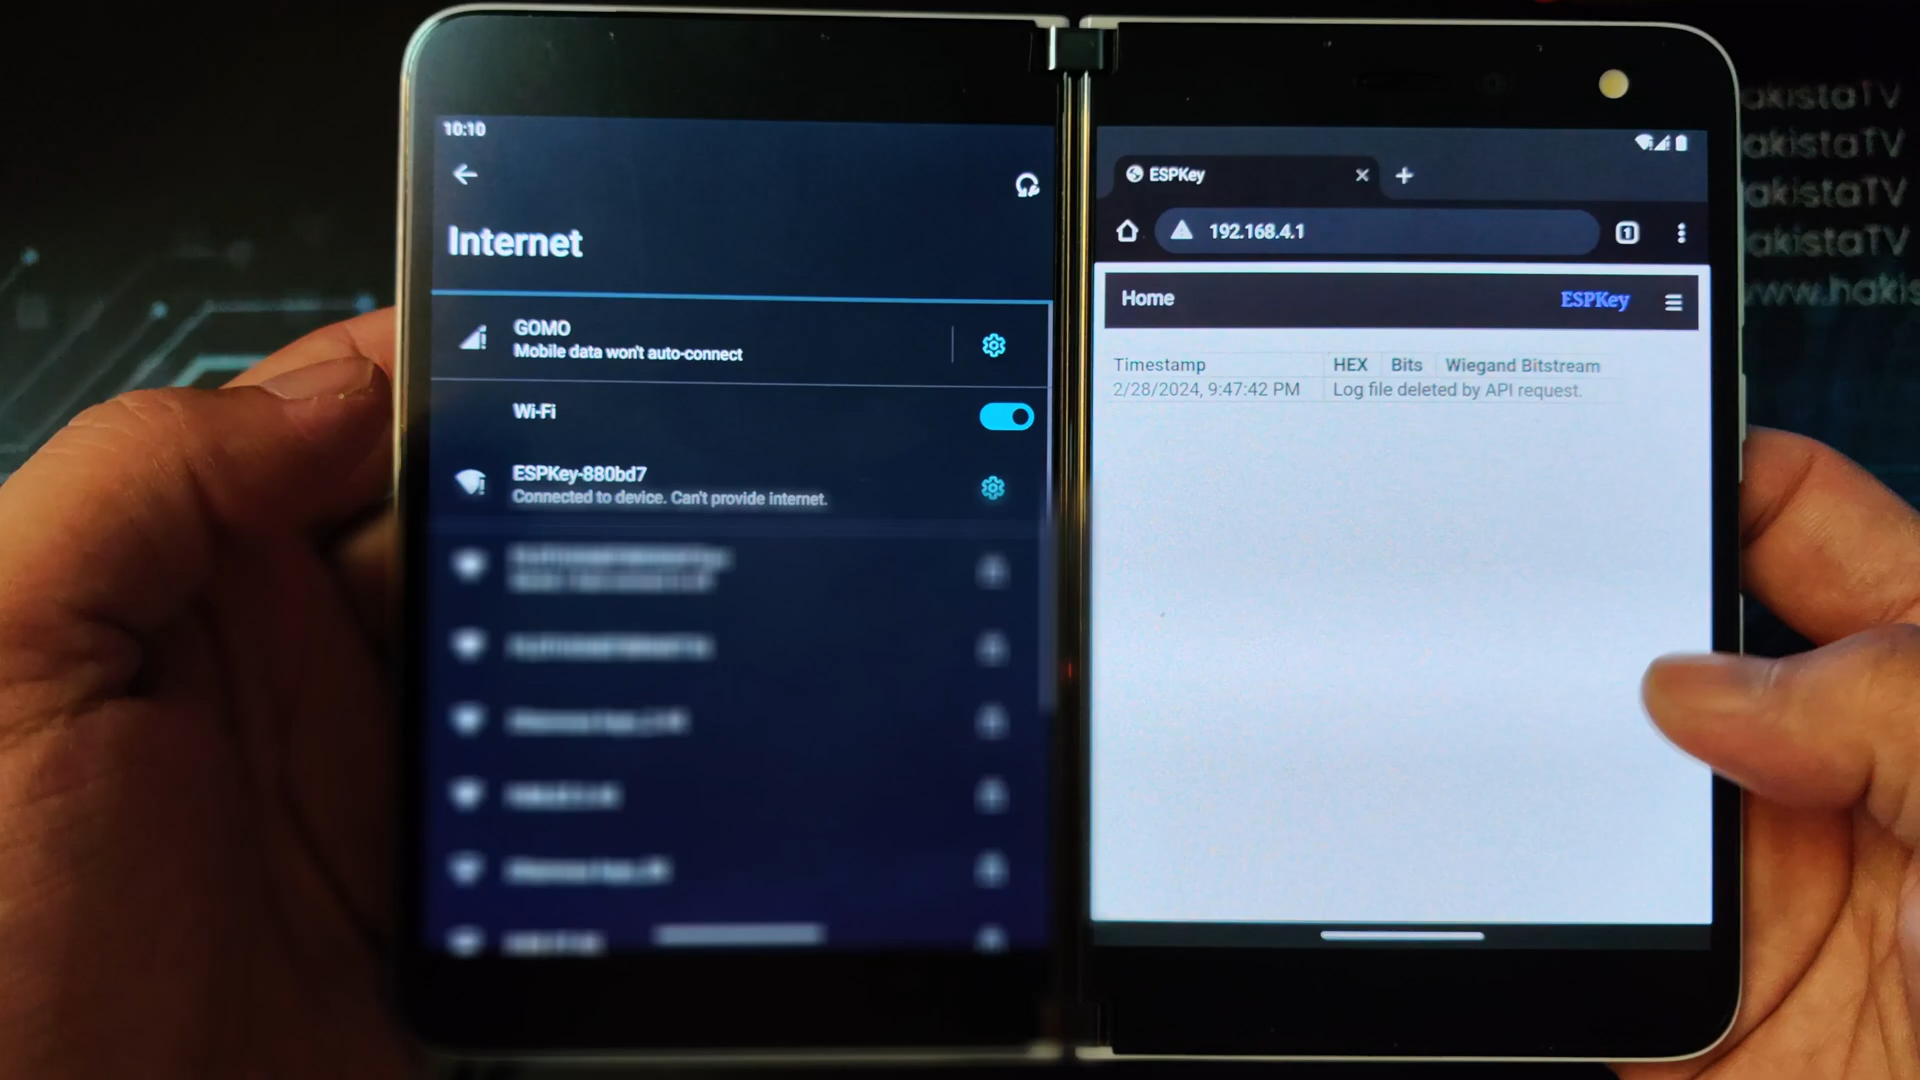 10:10
Internet
GOMO
Mobile data won't auto-connect
Wi-Fi
ESPKey-880bd7
Connected to device. Can't provide internet.
ESPKey
192.168.4.1
1
Home
ESPKey
Timestamp HEX Bits Wiegand Bitstream
2/28/2024, 9:47:42 PM Log file deleted by API request.
akistaTV
akistaTV
akistaTV
akistaTV
www.hakis